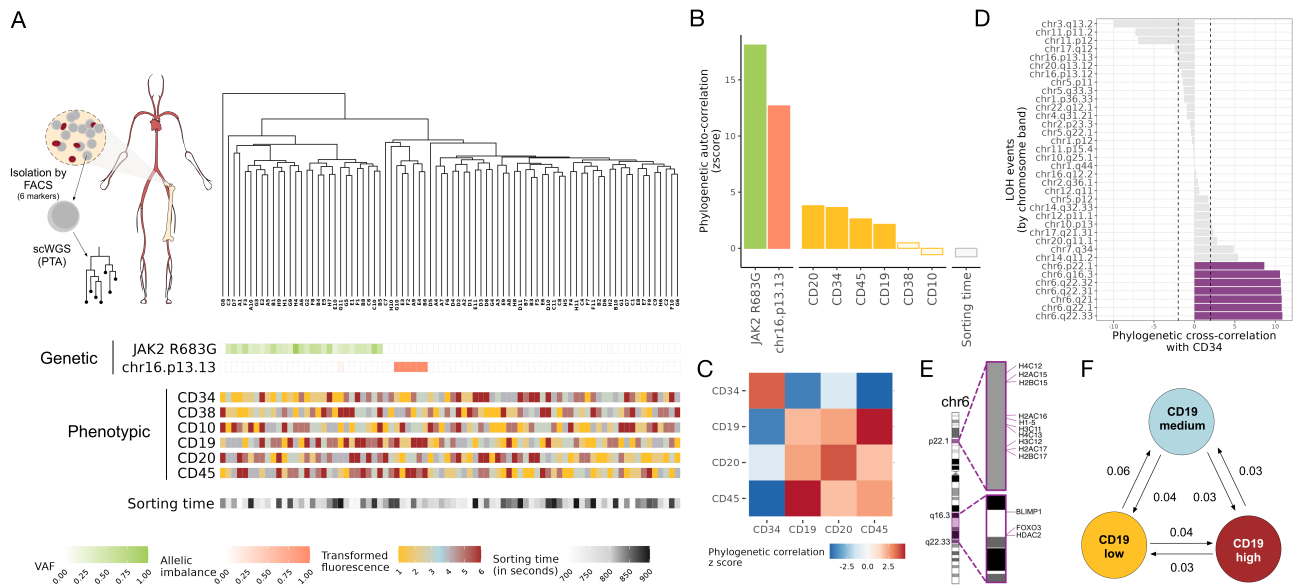 A
Isolation by
FACS
(6 markers)
scWGS
(PTA)
Genetic
JAK2 R683G
chr16.p13.13
Phenotypic
CD34
CD38
CD10
CD19
CD20
CD45
Sorting time
VAF
0.00
0.25
0.50
0.75
1.00
Allelic
imbalance
0.00
0.25
0.50
0.75
1.00
Transformed
fluorescence
1
2
3
4
5
6
Sorting time
(in seconds)
700
750
800
850
900
B
Phylogenetic auto-correlation
(zscore)
15
10
5
0
JAK2 R683G
chr16.p13.13
CD20
CD34
CD45
CD19
CD38
CD10
Sorting time
C
CD34
CD19
CD20
CD45
CD34
CD19
CD20
CD45
Phylogenetic correlation
z score
-2.5
0.0
2.5
D
LOH events
(by chromosome band)
chr3.q13.2
chr11.p11.2
chr11.p12
chr17.q12
chr16.p13.13
chr20.q13.12
chr16.p13.12
chr5.p11
chr5.q33.3
chr1.p36.33
chr22.q12.1
chr4.q31.21
chr2.p23.3
chr5.q22.1
chr1.p12
chr11.p15.4
chr10.q25.1
chr1.q44
chr16.q12.2
chr2.q36.1
chr12.q11
chr5.p12
chr14.q32.33
chr12.p11.1
chr10.p13
chr17.q21.31
chr20.q11.1
chr7.q34
chr14.q11.2
chr6.p22.1
chr6.q16.3
chr6.q22.32
chr6.q22.31
chr6.q21
chr6.q22.1
chr6.q22.33
-10
-5
0
5
10
Phylogenetic cross-correlation
with CD34
E
chr6
p22.1
q16.3
q22.33
H4C12
H2AC15
H2BC15
H2AC16
H1-5
H3C11
H4C13
H3C12
H2AC17
H2BC17
BLIMP1
FOXO3
HDAC2
F
CD19
medium
0.06
0.04
0.03
0.03
CD19
low
0.04
0.03
CD19
high